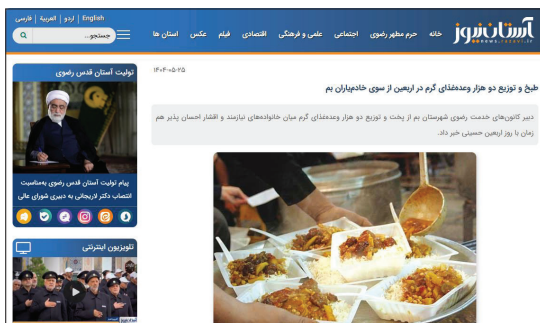 English | اردو | العربية | فارسی
جستجو...
آستان‌نیوز
news.razavi.ir
خانه حرم مطهر رضوی اجتماعی علمی و فرهنگی اقتصادی فیلم عکس استان ها
۱۴۰۴-۰۵-۲۵
طبخ و توزیع دو هزار وعده‌غذای گرم در اربعین از سوی خادمیاران بم
دبیر کانون‌های خدمت رضوی شهرستان بم از پخت و توزیع دو هزار وعده‌غذای گرم میان خانواده‌های نیازمند و اقشار احسان پذیر هم
زمان با روز اربعین حسینی خبر داد.
تولیت آستان قدس رضوی
پیام تولیت آستان قدس رضوی به‌مناسبت
انتصاب دکتر لاریجانی به دبیری شورای عالی
تلویزیون اینترنتی